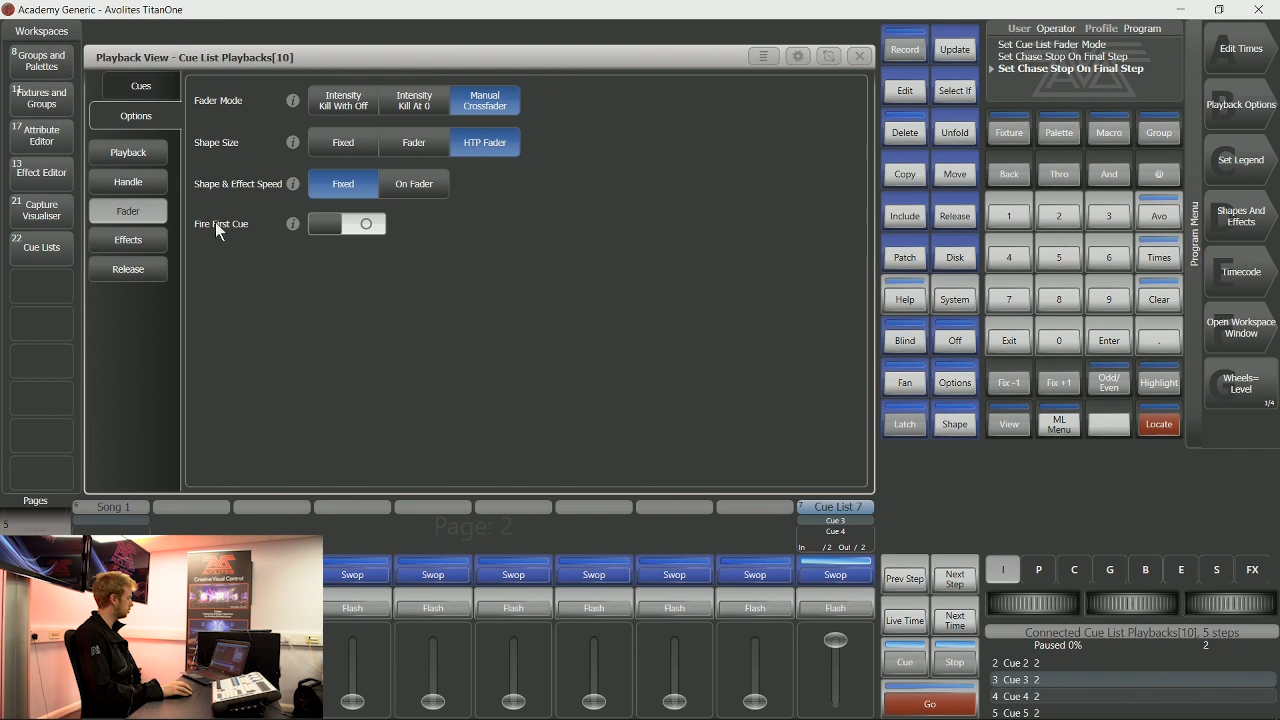 Academy Generic - Avolites TitanOne
Workspaces
8
Groups and
Palettes
11
Fixtures and
Groups
17
Attribute
Editor
13
Effect Editor
21
Capture
Visualiser
22
Cue Lists
Pages
5
Playback View - Cue List Playbacks[10]
Cues
Options
Playback
Handle
Fader
Effects
Release
Fader Mode
Intensity
Kill With Off
Intensity
Kill At 0
Manual
Crossfader
Shape Size
Fixed
Fader
HTP Fader
Shape & Effect Speed
Fixed
On Fader
Fire First Cue
Record
Update
Edit
Select If
Delete
Unfold
Copy
Move
Include
Release
Patch
Disk
Help
System
Blind
Off
Fan
Options
Latch
Shape
User Operator Profile Program
Set Cue List Fader Mode
Set Chase Stop On Final Step
Set Chase Stop On Final Step
Fixture
Palette
Macro
Group
Back
Thro
And
@
1
2
3
Avo
4
5
6
Times
7
8
9
Clear
Exit
0
Enter
.
Fix -1
Fix +1
Odd/
Even
Highlight
View
ML
Menu
Locate
Program Menu
A
Edit Times
B
Playback Options
C
Set Legend
D
Shapes And
Effects
E
Timecode
F
Open Workspace
Window
G
Wheels=
Level
1/4
6
Song 1
Page: 2
7
Cue List 7
Cue 3
Cue 4
In / 2 Out / 2
Swop
Swop
Swop
Swop
Swop
Swop
Swop
Flash
Flash
Flash
Flash
Flash
Flash
Flash
Prev Step
Next
Step
Live Time
Next
Time
Cue
Stop
Go
I
P
C
G
B
E
S
FX
Connected Cue List Playbacks[10], 5 steps
Paused 0% 2
2 Cue 2 2
3 Cue 3 2
4 Cue 4 2
5 Cue 5 2
Creative Visual Control